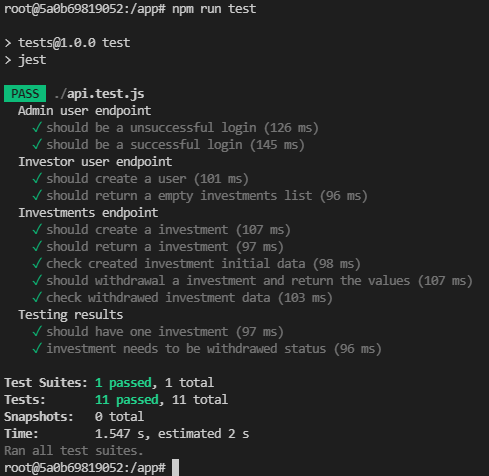 root@5a0b69819052:/app# npm run test
> tests@1.0.0 test
> jest
PASS ./api.test.js
Admin user endpoint
✓ should be a unsuccessful login (126 ms)
✓ should be a successful login (145 ms)
Investor user endpoint
✓ should create a user (101 ms)
✓ should return a empty investments list (96 ms)
Investments endpoint
✓ should create a investment (107 ms)
✓ should return a investment (97 ms)
✓ check created investment initial data (98 ms)
✓ should withdrawal a investment and return the values (107 ms)
✓ check withdrawed investment data (103 ms)
Testing results
✓ should have one investment (97 ms)
✓ investment needs to be withdrawed status (96 ms)
Test Suites: 1 passed, 1 total
Tests: 11 passed, 11 total
Snapshots: 0 total
Time: 1.547 s, estimated 2 s
Ran all test suites.
root@5a0b69819052:/app#